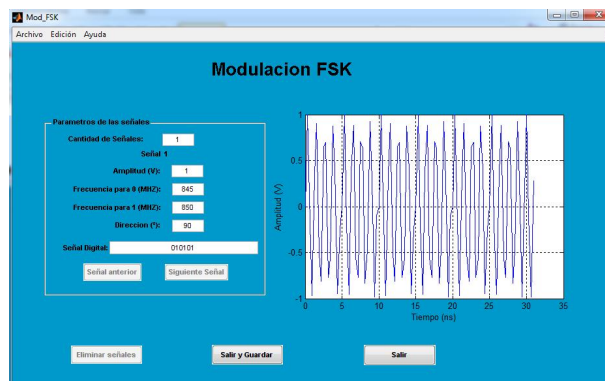 Mod_FSK
Archivo Edición Ayuda
Modulacion FSK
Parametros de las señales
Cantidad de Señales: 1
Señal 1
Amplitud (V): 1
Frecuencia para 0 (MHZ): 845
Frecuencia para 1 (MHZ): 850
Direccion (º): 90
Señal Digital: 010101
Señal anterior Siguiente Señal
Eliminar señales Salir y Guardar Salir
1
0.5
0
-0.5
-1
Amplitud (V)
0 5 10 15 20 25 30 35
Tiempo (ns)